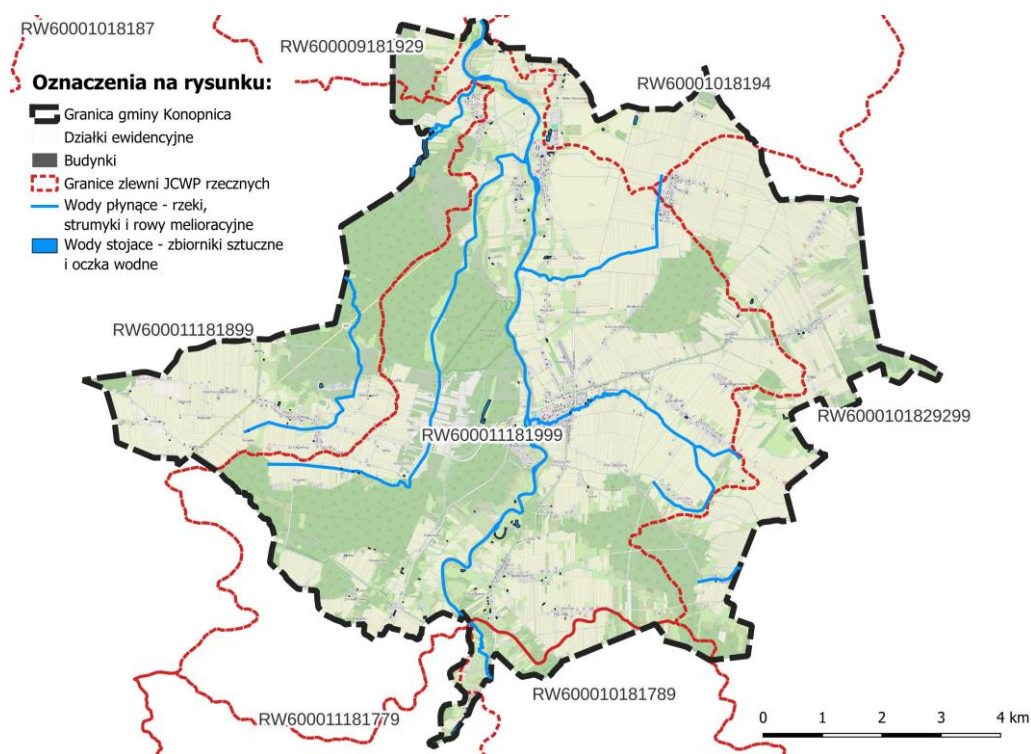 RW60001018187
RW600009181929
RW60001018194
Oznaczenia na rysunku:
Granica gminy Konopnica
Działki ewidencyjne
Budynki
Granice zlewni JCWP rzecznych
Wody płynące - rzeki,
strumyki i rowy melioracyjne
Wody stojace - zbiorniki sztuczne
i oczka wodne
RW600011181899
RW6000101829299
RW600011181999
RW600010181789
RW600011181779
0 1 2 3 4 km